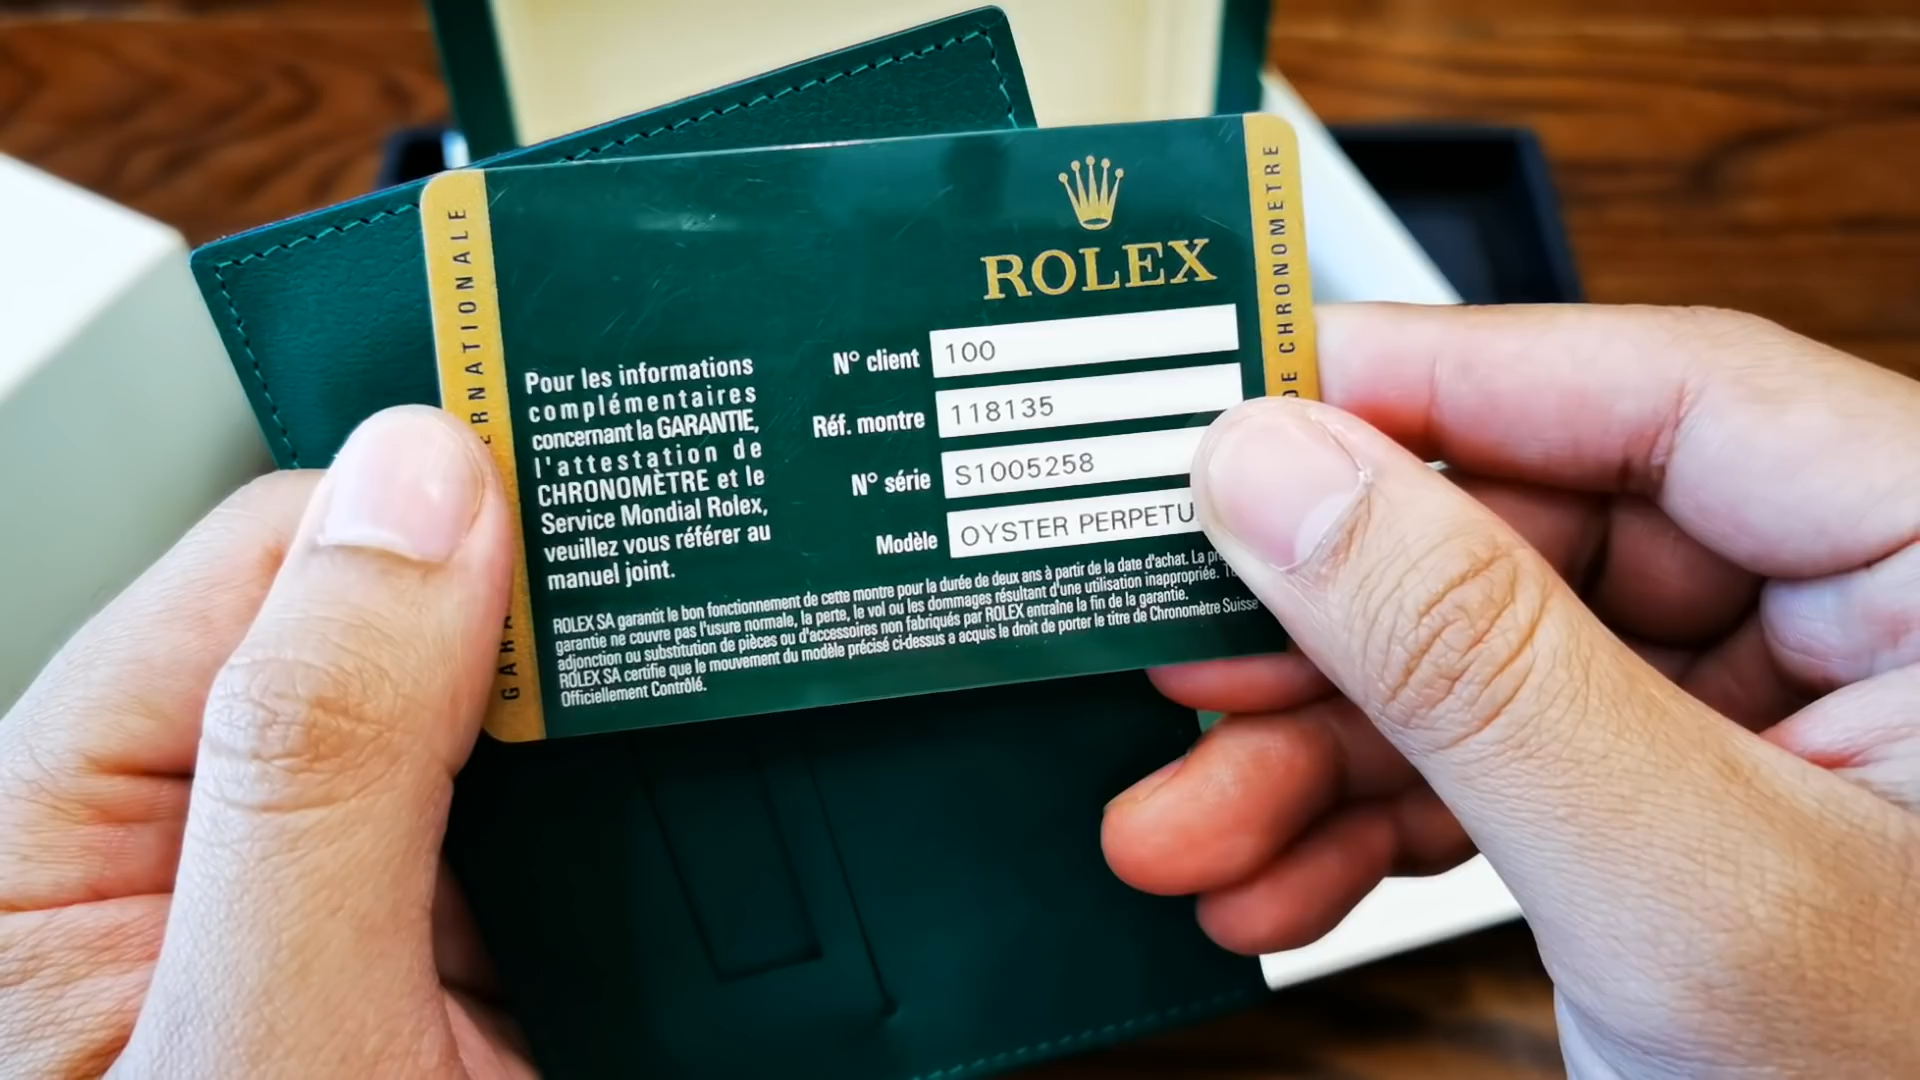 ROLEX
N° client 100
Réf. montre 118135
N° série S1005258
Modèle OYSTER PERPETU
Pour les informations
complémentaires
concernant la GARANTIE,
l'attestation de
CHRONOMÈTRE et le
Service Mondial Rolex,
veuillez vous référer au
manuel joint.
ROLEX SA garantit le bon fonctionnement de cette montre pour la durée de deux ans à partir de la date d'achat. La
garantie ne couvre pas l'usure normale, la perte, le vol ou les dommages résultant d'une utilisation inappropriée.
adjonction ou substitution de pièces ou d'accessoires non fabriqués par ROLEX entraîne la fin de la garantie.
ROLEX SA certifie que le mouvement du modèle précisé ci-dessus a acquis le droit de porter le titre de Chronomètre Suisse
Officiellement Contrôlé.
DE CHRONOMETRE